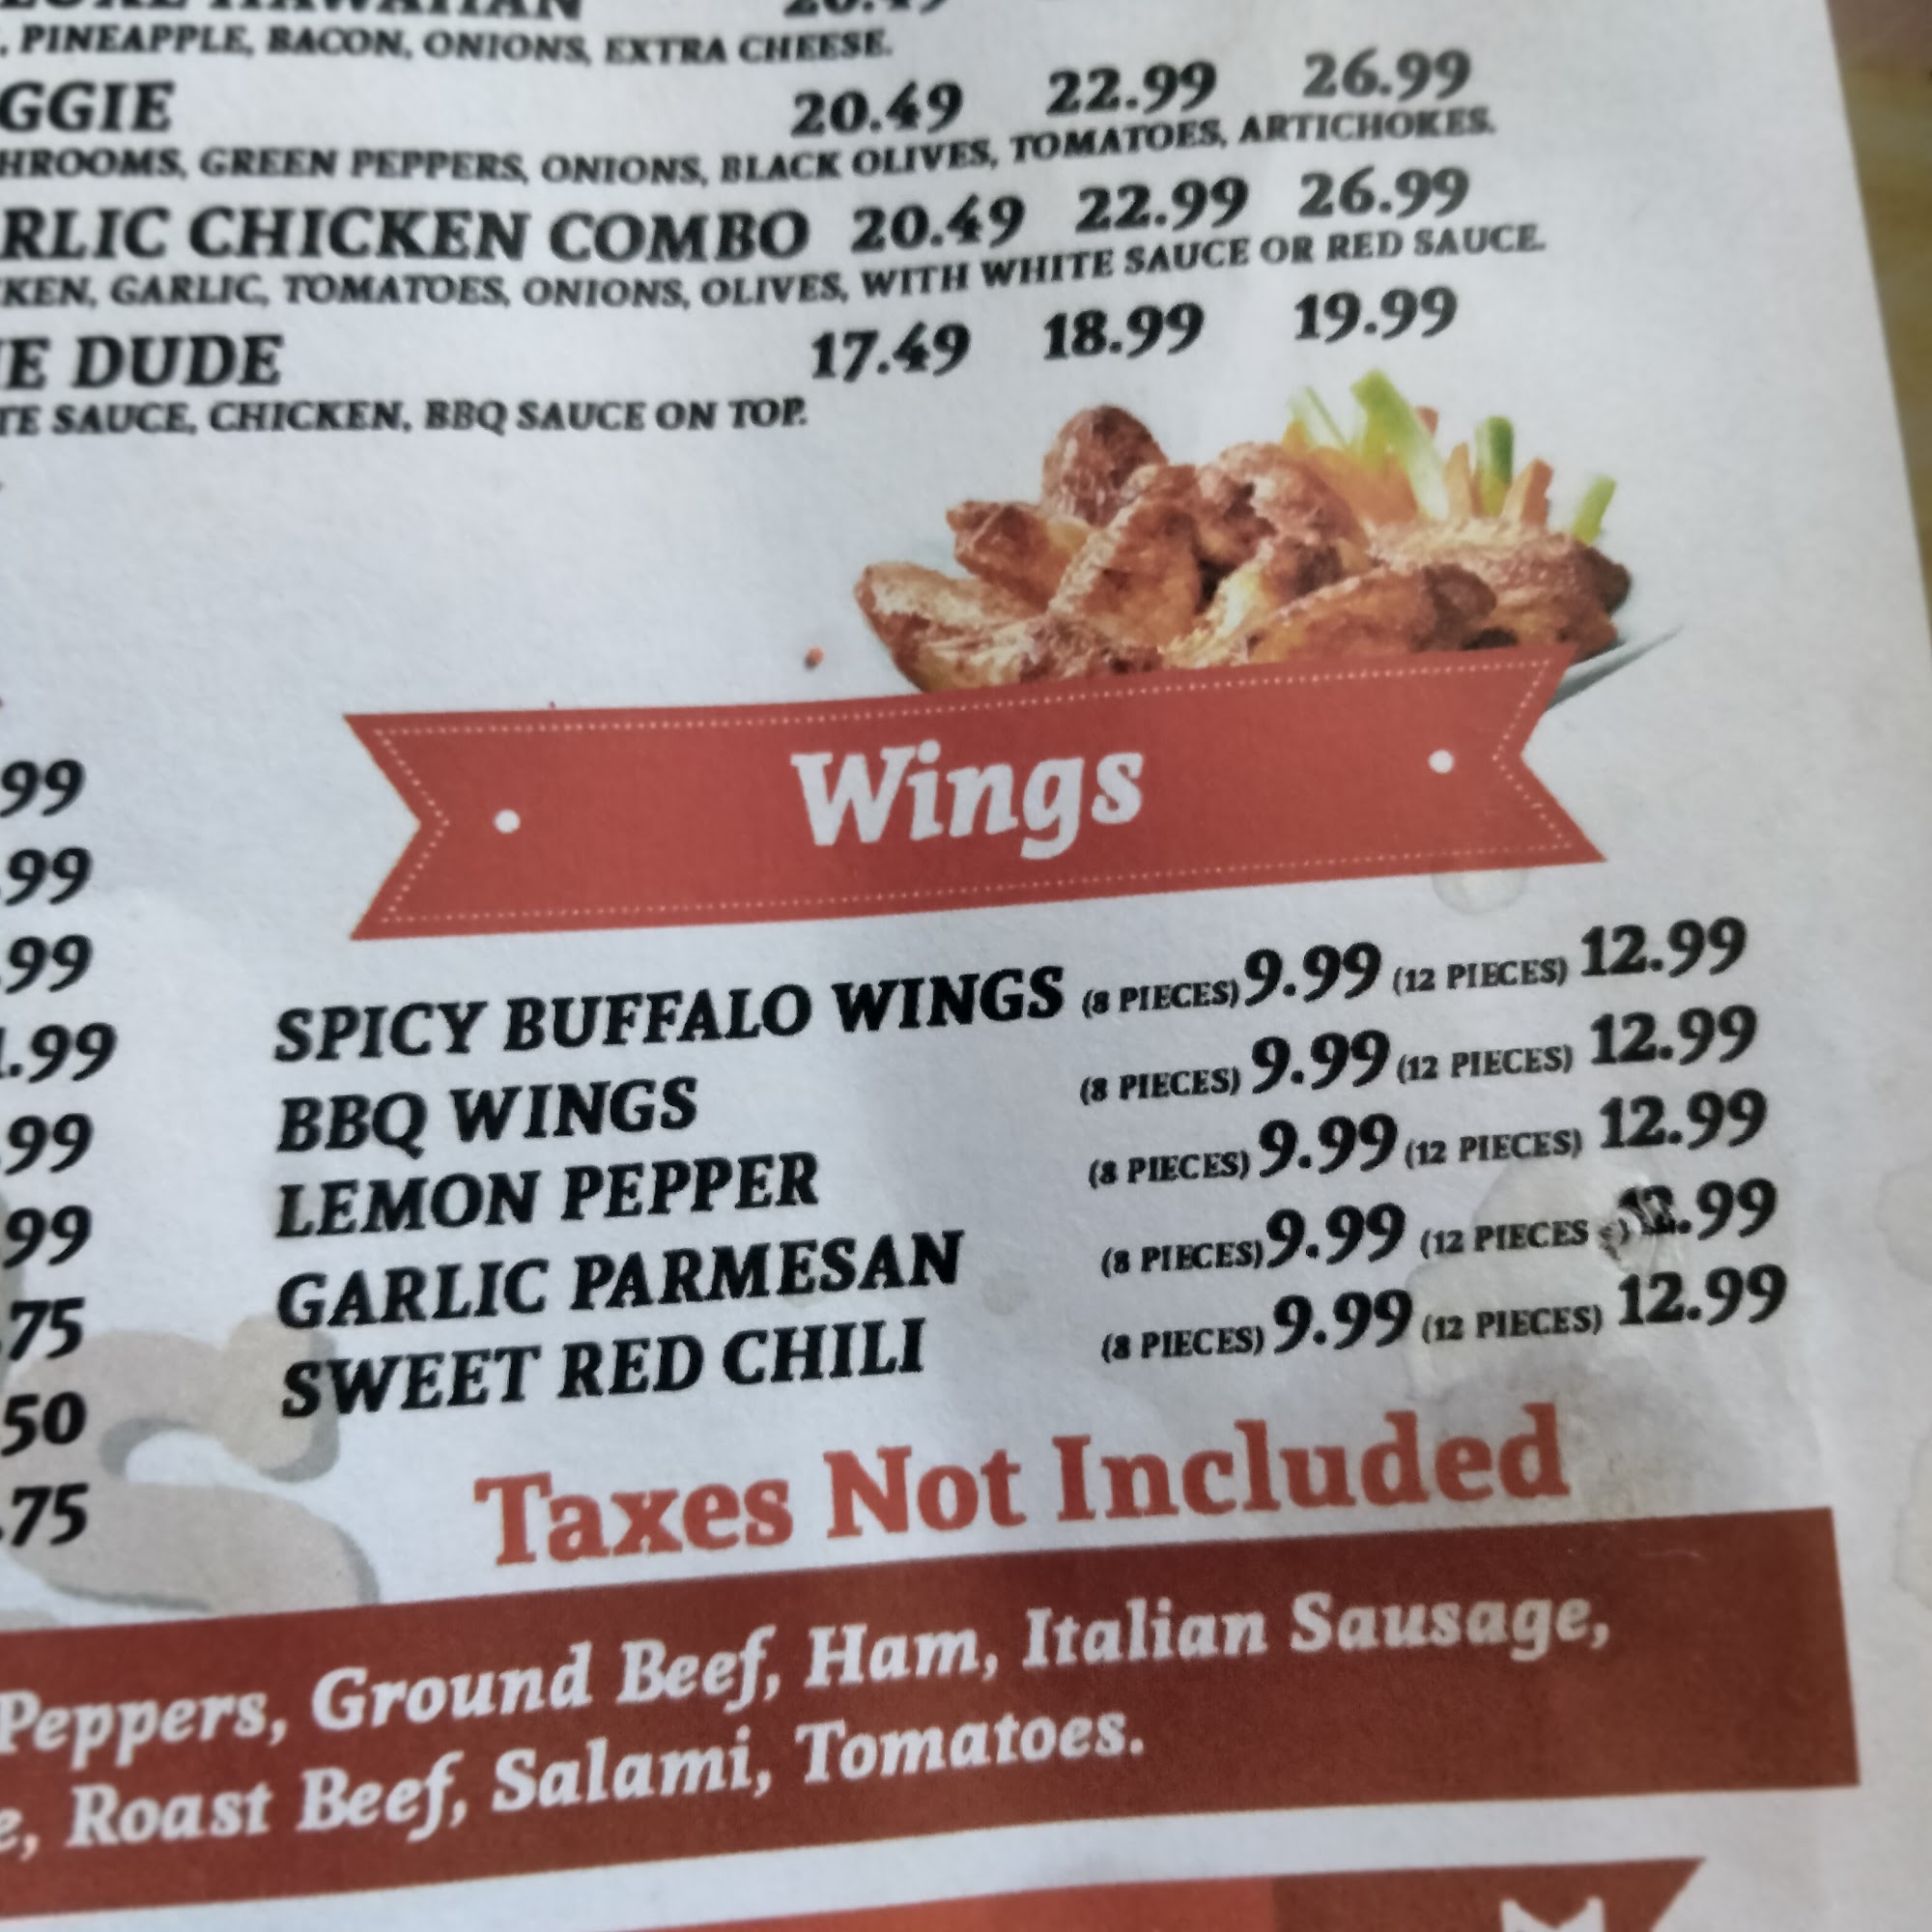 , PINEAPPLE, BACON, ONIONS, EXTRA CHEESE.
GGIE 20.49 22.99 26.99
HROOMS, GREEN PEPPERS, ONIONS, BLACK OLIVES, TOMATOES, ARTICHOKES.
RLIC CHICKEN COMBO 20.49 22.99 26.99
KEN, GARLIC, TOMATOES, ONIONS, OLIVES, WITH WHITE SAUCE OR RED SAUCE.
E DUDE 17.49 18.99 19.99
TE SAUCE, CHICKEN, BBQ SAUCE ON TOP.
99
.99
.99
.99
.99
99
.75
.50
.75
Wings
SPICY BUFFALO WINGS (8 PIECES) 9.99 (12 PIECES) 12.99
BBQ WINGS (8 PIECES) 9.99 (12 PIECES) 12.99
LEMON PEPPER (8 PIECES) 9.99 (12 PIECES) 12.99
GARLIC PARMESAN (8 PIECES) 9.99 (12 PIECES ) 12.99
SWEET RED CHILI (8 PIECES) 9.99 (12 PIECES) 12.99
Taxes Not Included
Peppers, Ground Beef, Ham, Italian Sausage,
e, Roast Beef, Salami, Tomatoes.